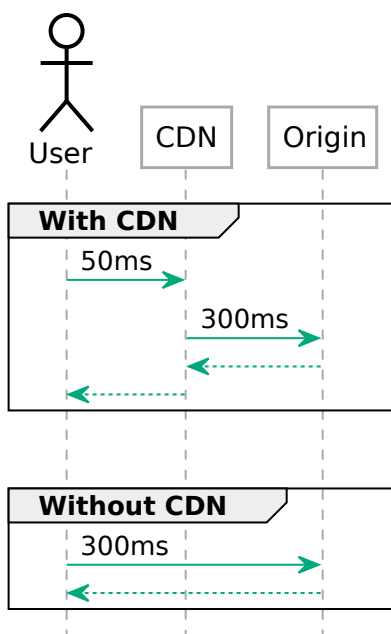 User
CDN
Origin
With CDN
50ms
300ms
Without CDN
300ms